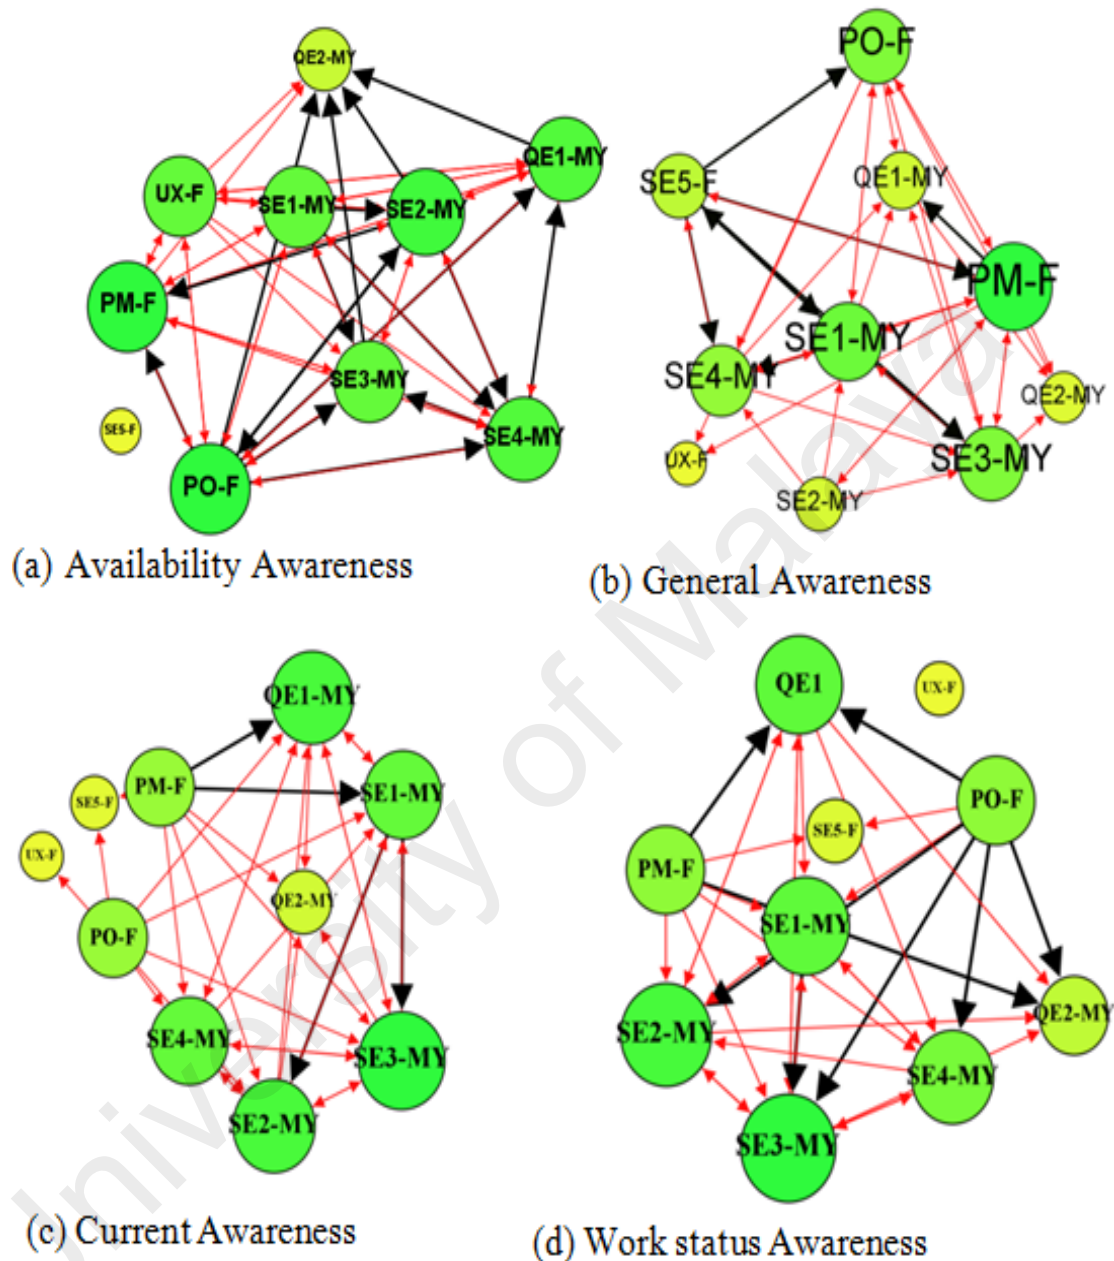 QE2-MY
QE1-MY
UX-F
SE1-MY
SE2-MY
PM-F
SE3-MY
SE5-F
SE4-MY
PO-F
(a) Availability Awareness
PO-F
SE5-F
QE1-MY
PM-F
SE1-MY
SE4-MY
QE2-MY
UX-F
SE3-MY
SE2-MY
(b) General Awareness
QE1-MY
PM-F
SE5-F
SE1-MY
UX-F
QE2-MY
PO-F
SE4-MY
SE3-MY
SE2-MY
(c) Current Awareness
QE1
UX-F
PO-F
SE5-F
PM-F
SE1-MY
QE2-MY
SE2-MY
SE4-MY
SE3-MY
(d) Work status Awareness
University of Malaya